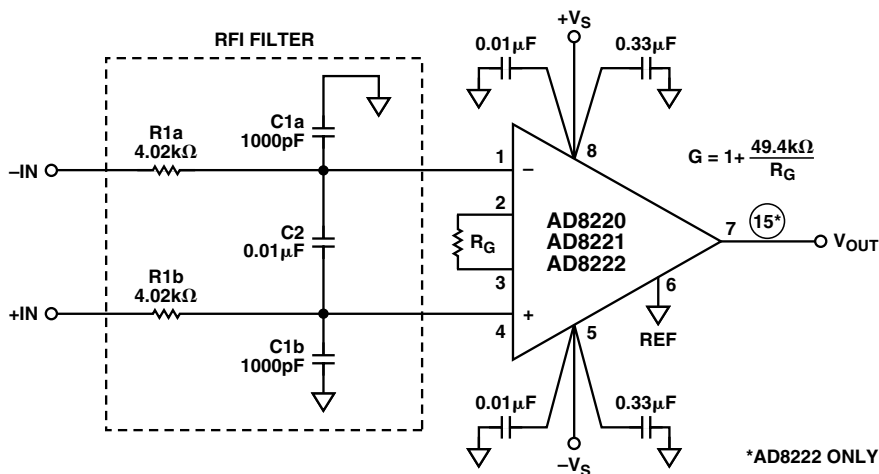 +VS
RFI FILTER
0.01μF
0.33μF
C1a
1000pF
R1a
4.02kΩ
–IN
1
–
8
G = 1+ 49.4kΩ
RG
2
RG
3
C2
0.01μF
AD8220
AD8221
AD8222
7
15*
VOUT
R1b
4.02kΩ
+IN
4
+
6
REF
5
C1b
1000pF
0.01μF
0.33μF
–VS
*AD8222 ONLY